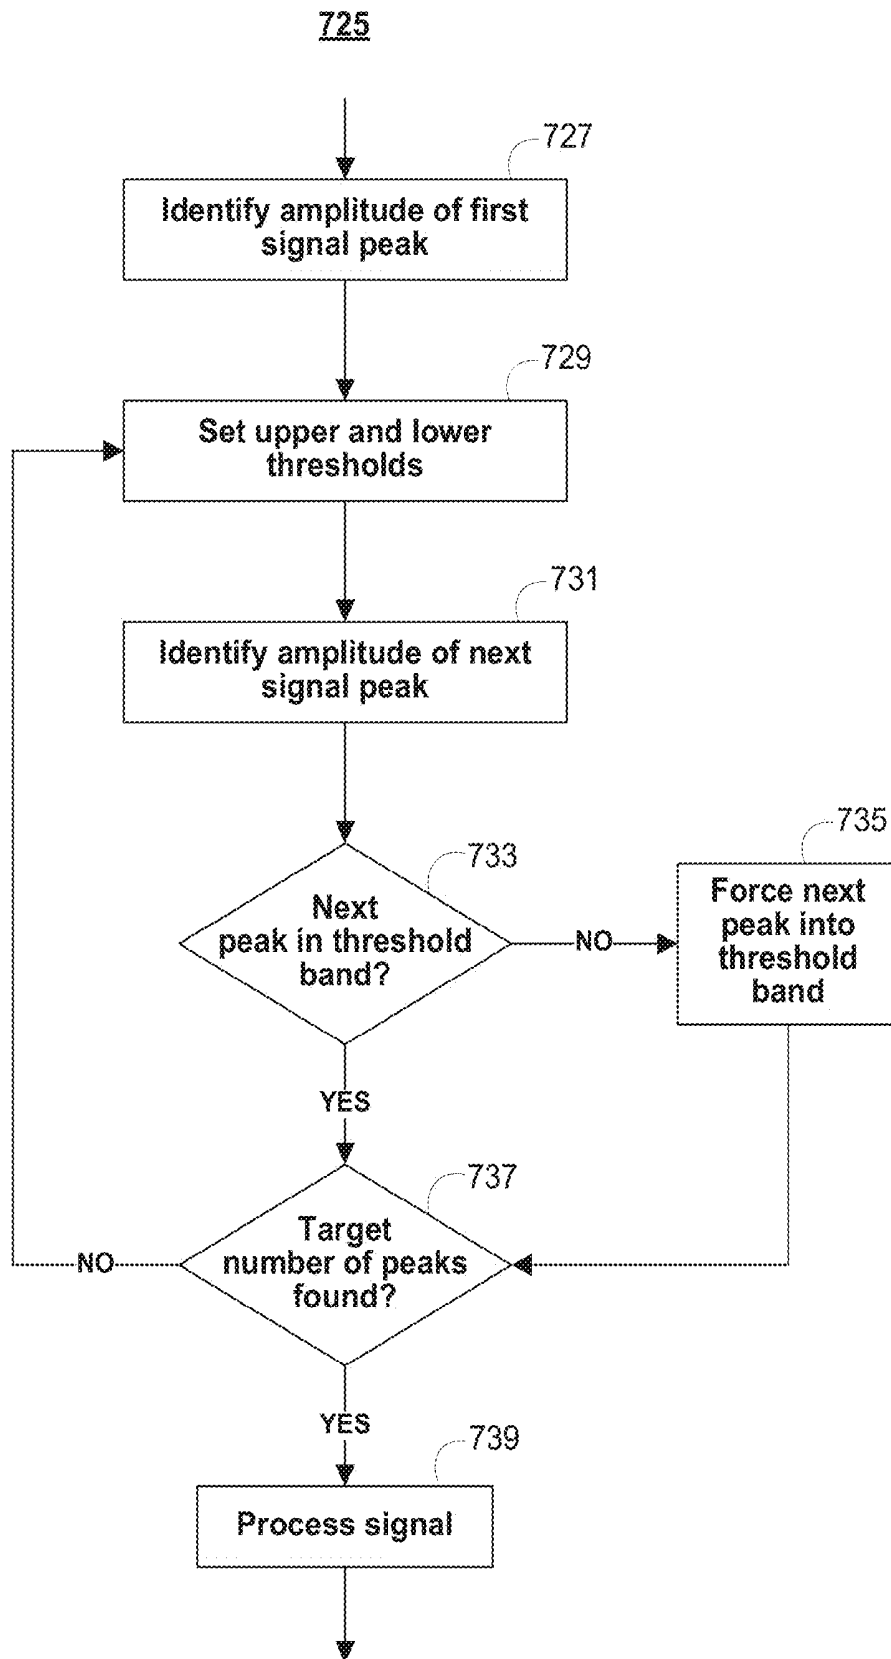 725
727
Identify amplitude of first
signal peak
729
Set upper and lower
thresholds
731
Identify amplitude of next
signal peak
733
Next
peak in threshold
band?
NO
735
Force next
peak into
threshold
band
YES
737
Target
number of peaks
found?
NO
YES
739
Process signal